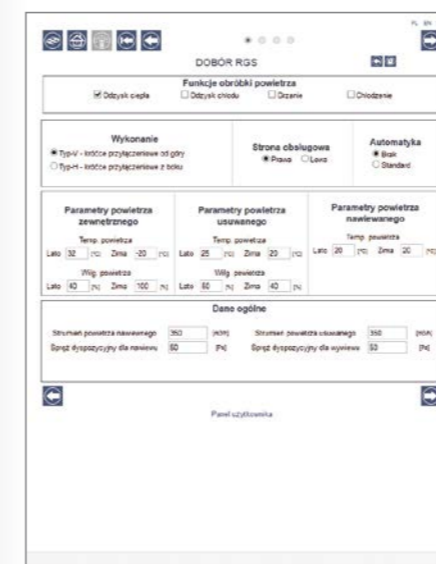 PL EN
DOBÓR RGS
Funkcje obróbki powietrza
Odzysk ciepła Odzysk chłodu Grzanie Chłodzenie
Wykonanie
Typ-V - króćce przyłączeniowe od góry
Typ-H - króćce przyłączeniowe z boku
Strona obsługowa
Prawa Lewa
Automatyka
Brak
Standard
Parametry powietrza zewnętrznego
Temp. powietrza
Lato 32 [°C] Zima -20 [°C]
Wilg. powietrza
Lato 40 [%] Zima 100 [%]
Parametry powietrza usuwanego
Temp. powietrza
Lato 25 [°C] Zima 20 [°C]
Wilg. powietrza
Lato 50 [%] Zima 40 [%]
Parametry powietrza nawiewanego
Temp. powietrza
Lato 20 [°C] Zima 20 [°C]
Dane ogólne
Strumień powietrza nawiewnego 350 [m3/h] Strumień powietrza usuwanego 350 [m3/h]
Spręż dyspozycyjny dla nawiewu 50 [Pa] Spręż dyspozycyjny dla wywiewu 50 [Pa]
Panel użytkownika